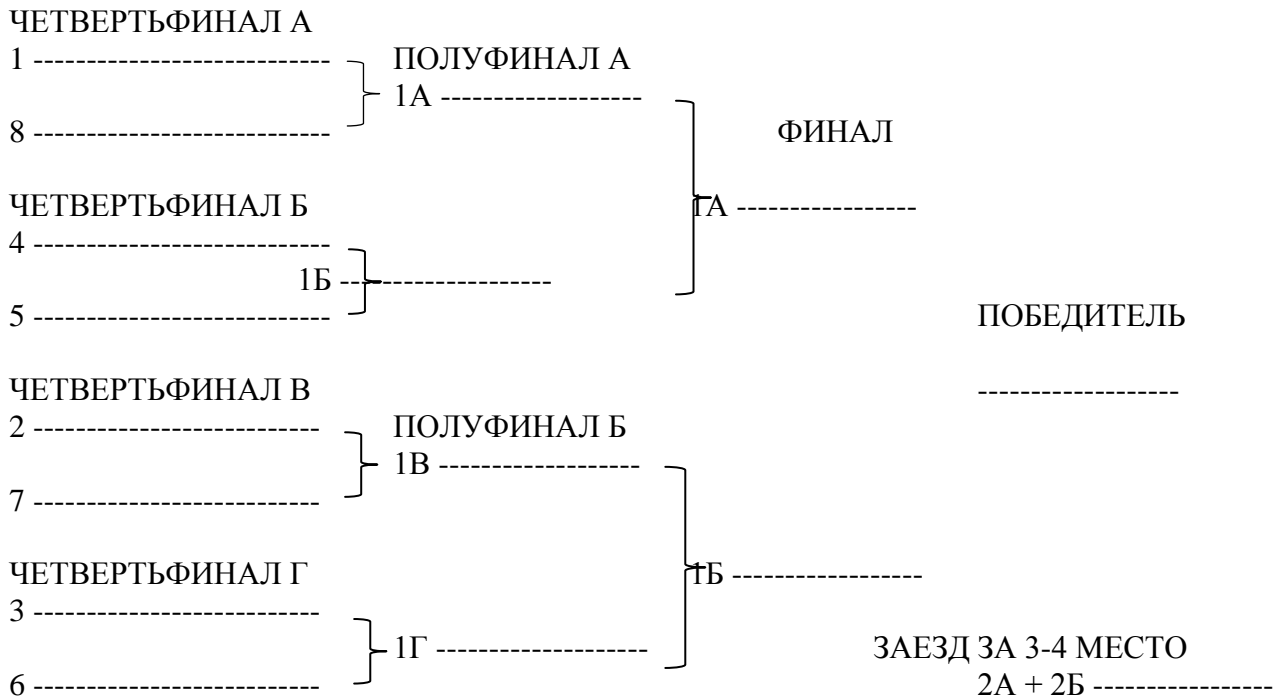 ЧЕТВЕРТЬФИНАЛ А
1 ----------------------------
ПОЛУФИНАЛ А
1А -------------------
8 ----------------------------
ФИНАЛ
ЧЕТВЕРТЬФИНАЛ Б
1А -----------------
4 ----------------------------
1Б --------------------
5 ----------------------------
ПОБЕДИТЕЛЬ
ЧЕТВЕРТЬФИНАЛ В
-------------------
2 ---------------------------
ПОЛУФИНАЛ Б
1В -------------------
7 ---------------------------
ЧЕТВЕРТЬФИНАЛ Г
1Б ------------------
3 ---------------------------
1Г --------------------
ЗАЕЗД ЗА 3-4 МЕСТО
6 ---------------------------
2А + 2Б -----------------